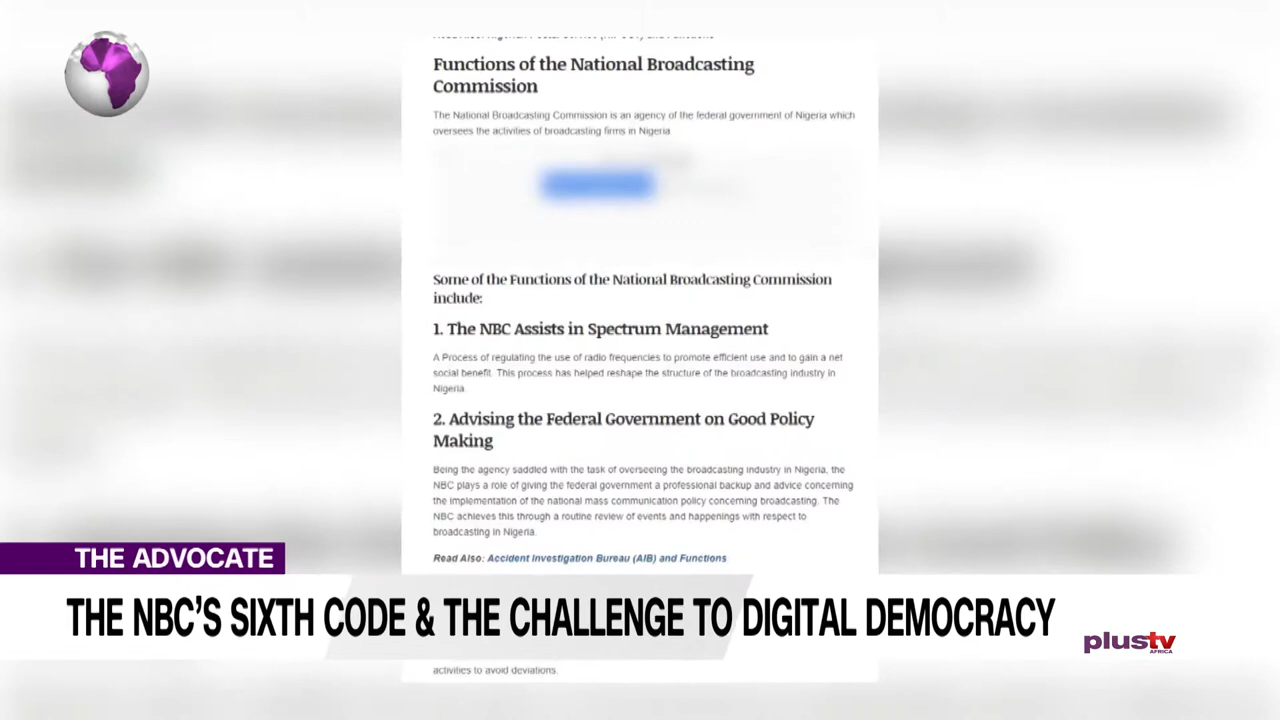 Functions of the National Broadcasting
Commission
The National Broadcasting Commission is an agency of the federal government of Nigeria which
oversees the activities of broadcasting firms in Nigeria
Some of the Functions of the National Broadcasting Commission
include:
1. The NBC Assists in Spectrum Management
A Process of regulating the use of radio frequencies to promote efficient use and to gain a net
social benefit. This process has helped reshape the structure of the broadcasting industry in
Nigeria.
2. Advising the Federal Government on Good Policy
Making
Being the agency saddled with the task of overseeing the broadcasting industry in Nigeria, the
NBC plays a role of giving the federal government a professional backup and advice concerning
the implementation of the national mass communication policy concerning broadcasting. The
NBC achieves this through a routine review of events and happenings with respect to
broadcasting in Nigeria.
Read Also: Accident Investigation Bureau (AIB) and Functions
THE ADVOCATE
THE NBC'S SIXTH CODE & THE CHALLENGE TO DIGITAL DEMOCRACY
plustv
AFRICA
activities to avoid deviations.